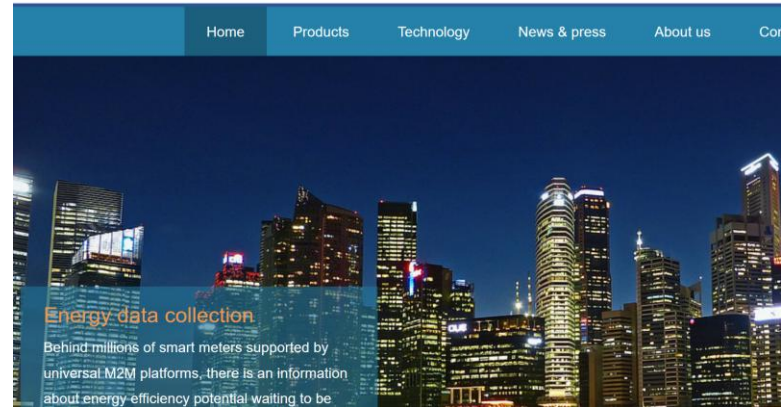 Home Products Technology News & press About us
Energy data collection
Behind millions of smart meters supported by
universal M2M platforms, there is an information
about energy efficiency potential waiting to be